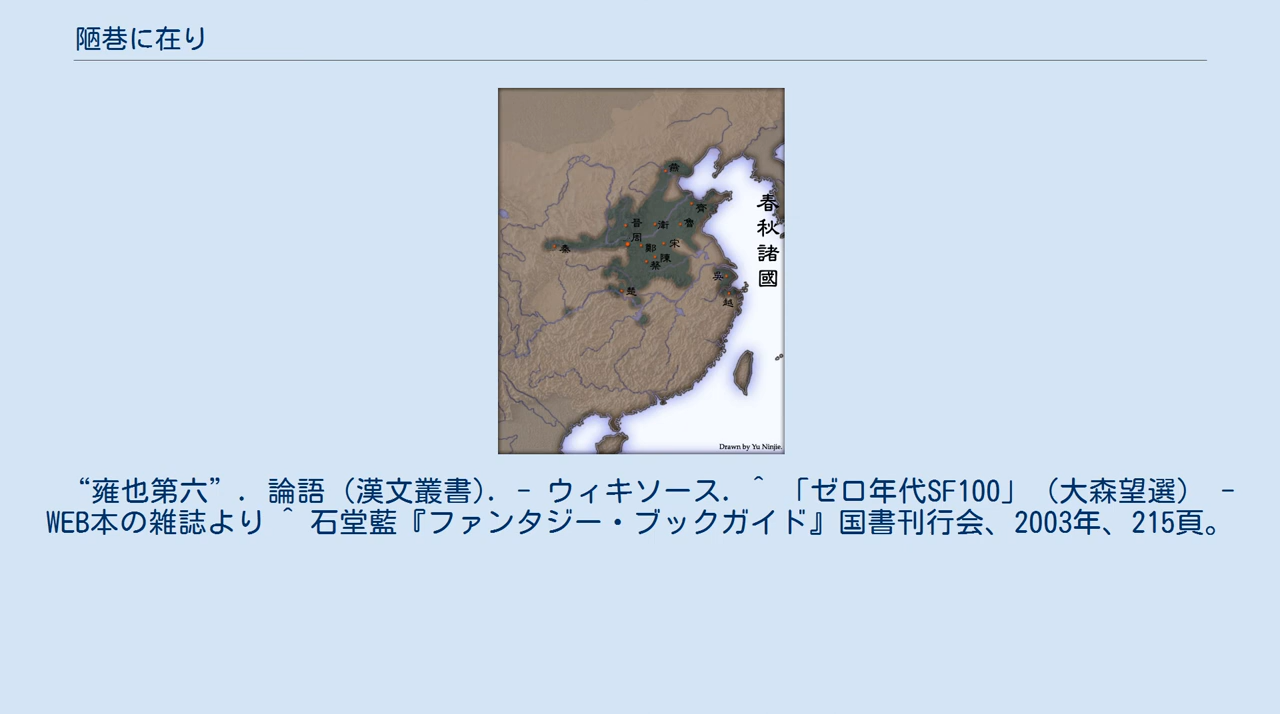 陋巷に在り
燕
齊
晉
衛
魯
周
秦
鄭
宋
陳
蔡
吳
楚
越
春秋諸國
Drawn by Yu Ninjie.
“雍也第六”. 論語 (漢文叢書). - ウィキソース. ^ 「ゼロ年代SF100」（大森望選） -
WEB本の雑誌より ^ 石堂藍『ファンタジー・ブックガイド』国書刊行会、2003年、215頁。